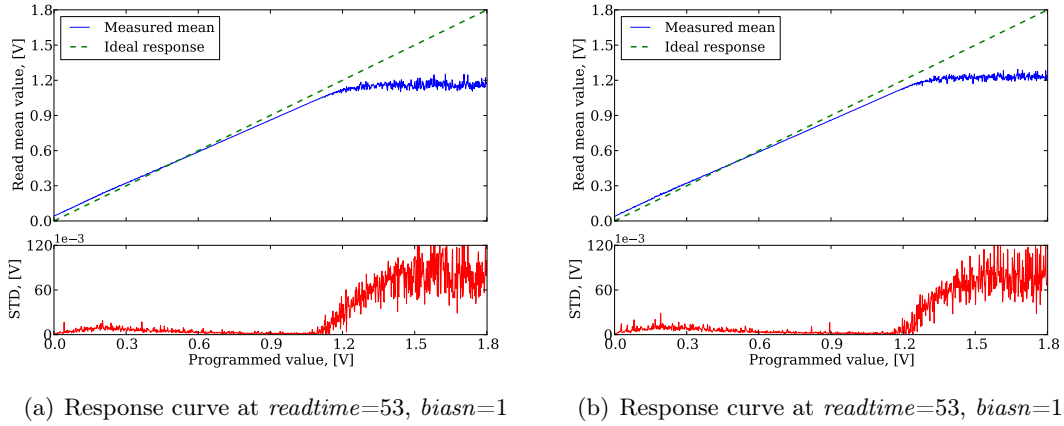 1.8
1.5
1.2
0.9
0.6
0.3
0.0
Read mean value, [V]
Measured mean
Ideal response
1e−3
120
60
0
STD, [V]
0.0 0.3 0.6 0.9 1.2 1.5 1.8
Programmed value, [V]
(a) Response curve at readtime=53, biasn=1
1.8
1.5
1.2
0.9
0.6
0.3
0.0
Read mean value, [V]
Measured mean
Ideal response
1e−3
120
60
0
STD, [V]
0.0 0.3 0.6 0.9 1.2 1.5 1.8
Programmed value, [V]
(b) Response curve at readtime=53, biasn=1